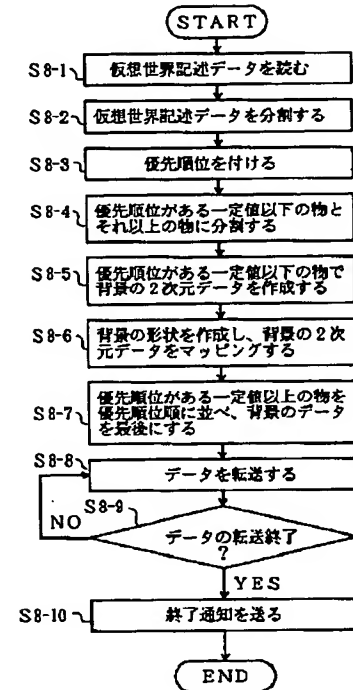 START
S8-1 仮想世界記述データを読む
S8-2 仮想世界記述データを分割する
S8-3 優先順位を付ける
S8-4 優先順位がある一定値以下の物と
それ以上の物に分割する
S8-5 優先順位がある一定値以下の物で
背景の2次元データを作成する
S8-6 背景の形状を作成し、背景の2次
元データをマッピングする
S8-7 優先順位がある一定値以上の物を
優先順位順に並べ、背景のデータ
を最後にする
S8-8 データを転送する
S8-9 データの転送終了
?
NO
YES
S8-10 終了通知を送る
END